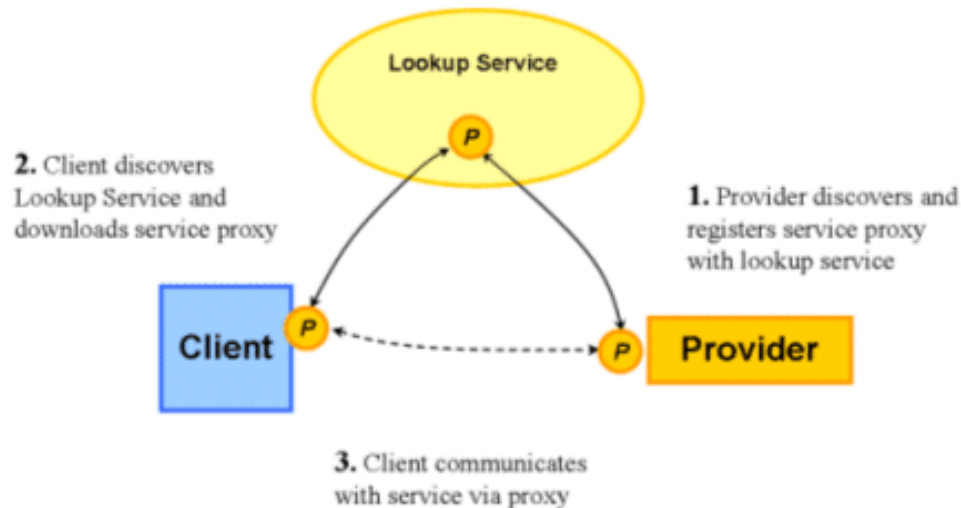 Lookup Service
P
2. Client discovers
Lookup Service and
downloads service proxy
1. Provider discovers and
registers service proxy
with lookup service
Client
P
P
Provider
3. Client communicates
with service via proxy